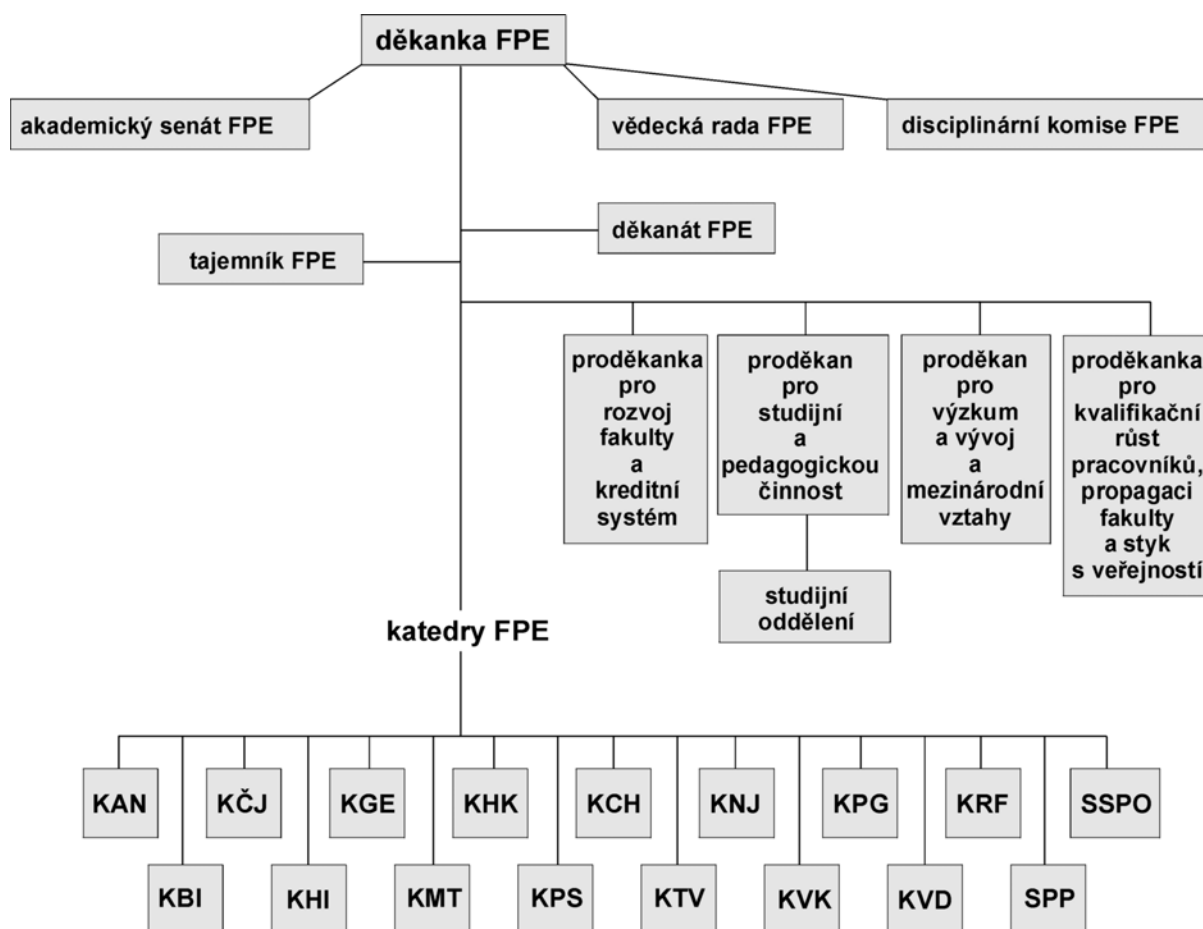 děkanka FPE
akademický senát FPE
vědecká rada FPE
disciplinární komise FPE
děkanát FPE
tajemník FPE
proděkanka
pro
rozvoj
fakulty
a
kreditní
systém
proděkan
pro
studijní
a
pedagogickou
činnost
proděkan
pro
výzkum
a vývoj
a
mezinárodní
vztahy
proděkanka
pro
kvalifikační
růst
pracovníků,
propagaci
fakulty
a styk
s veřejností
studijní
oddělení
katedry FPE
KAN
KČJ
KGE
KHK
KCH
KNJ
KPG
KRF
SSPO
KBI
KHI
KMT
KPS
KTV
KVK
KVD
SPP